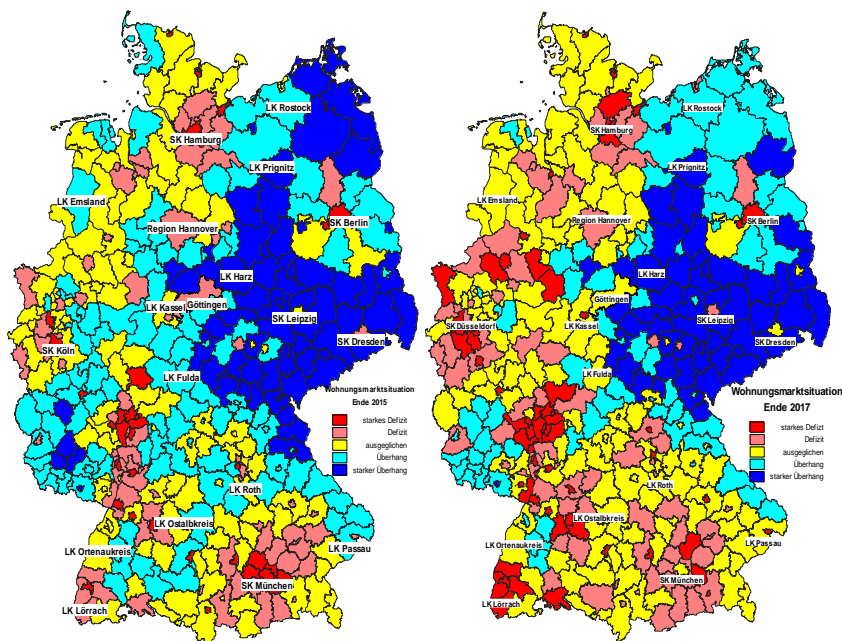 LK Rostock
SK Hamburg
LK Prignitz
LK Emsland
SK Berlin
Region Hannover
LK Harz
Göttingen
LK Kassel
SK Leipzig
SK Dresden
SK Köln
LK Fulda
Wohnungsmarktsituation
Ende 2015
starkes Defizit
Defizit
ausgeglichen
Überhang
starker Überhang
LK Roth
LK Ostalbkreis
LK Ortenaukreis
LK Passau
SK München
LK Lörrach
LK Rostock
SK Hamburg
LK Prignitz
LK Emsland
Region Hannover
SK Berlin
LK Harz
Göttingen
SK Leipzig
SK Düsseldorf
LK Kassel
SK Dresden
LK Fulda
Wohnungsmarktsituation
Ende 2017
starkes Defizt
Defizit
ausgeglichen
Überhang
starker Überhang
LK Roth
LK Ostalbkreis
LK Ortenaukreis
LK Passau
SK München
LK Lörrach